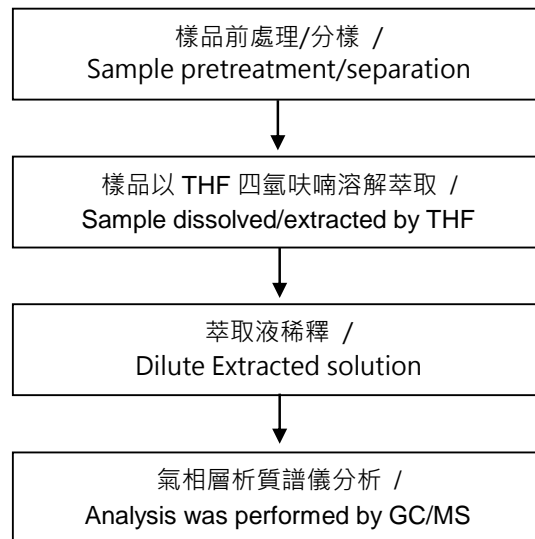 樣品前處理/分樣 /
Sample pretreatment/separation
樣品以 THF 四氫呋喃溶解萃取 /
Sample dissolved/extracted by THF
萃取液稀釋 /
Dilute Extracted solution
氣相層析質譜儀分析 /
Analysis was performed by GC/MS